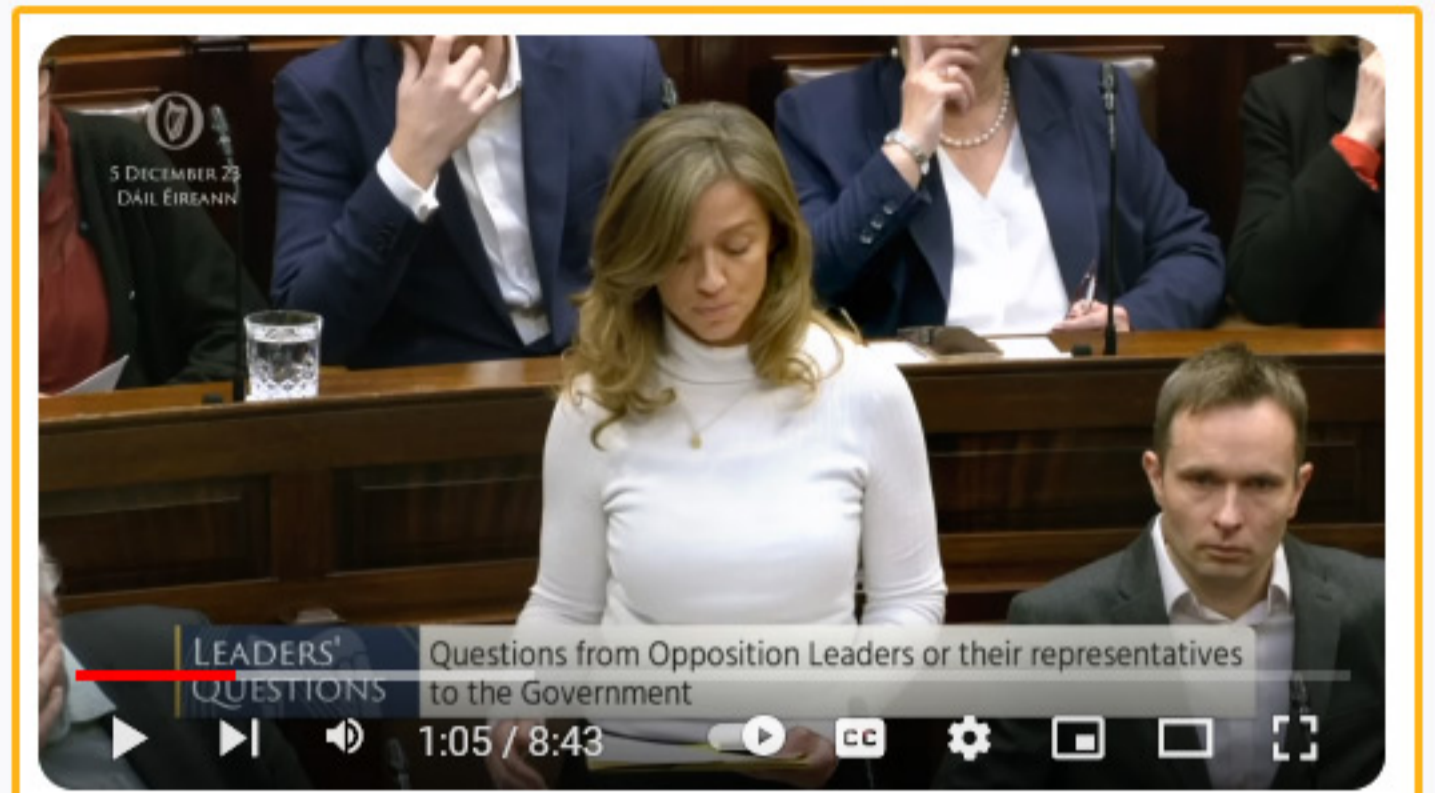 5 DECEMBER 23
DÁIL ÉIREANN
LEADERS'
QUESTIONS
Questions from Opposition Leaders or their representatives
to the Government
1:05 / 8:43
CC